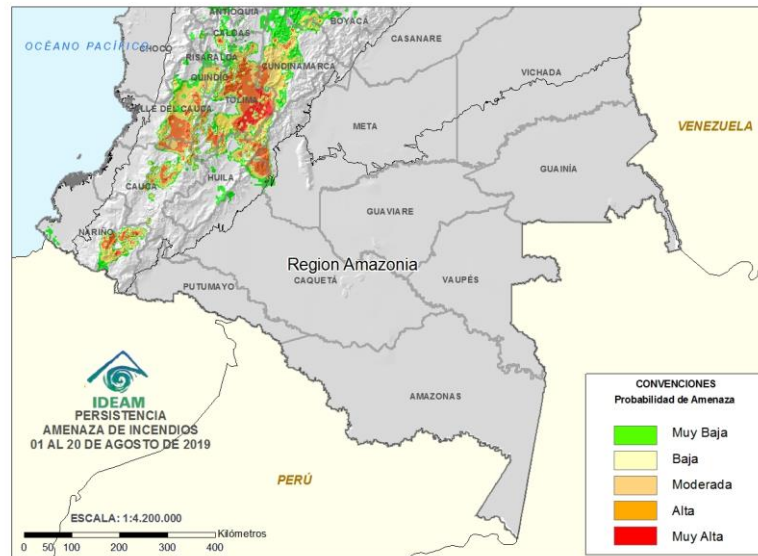 ANTIOQUIA
BOYACÁ
OCÉANO PACÍFICO
CHOCO
CALDAS
CASANARE
RISARALDA
CUNDINAMARCA
QUINDIO
VICHADA
TOLIMA
VALLE DEL CAUCA
META
VENEZUELA
HUILA
GUAINÍA
CAUCA
GUAVIARE
NARIÑO
Region Amazonia
PUTUMAYO
CAQUETÁ
VAUPÉS
AMAZONAS
IDEAM
PERSISTENCIA
AMENAZA DE INCENDIOS
01 AL 20 DE AGOSTO DE 2019
PERÚ
ESCALA: 1:4.200.000
Kilómetros
0 50 100 200 300 400
CONVENCIONES
Probabilidad de Amenaza
Muy Baja
Baja
Moderada
Alta
Muy Alta